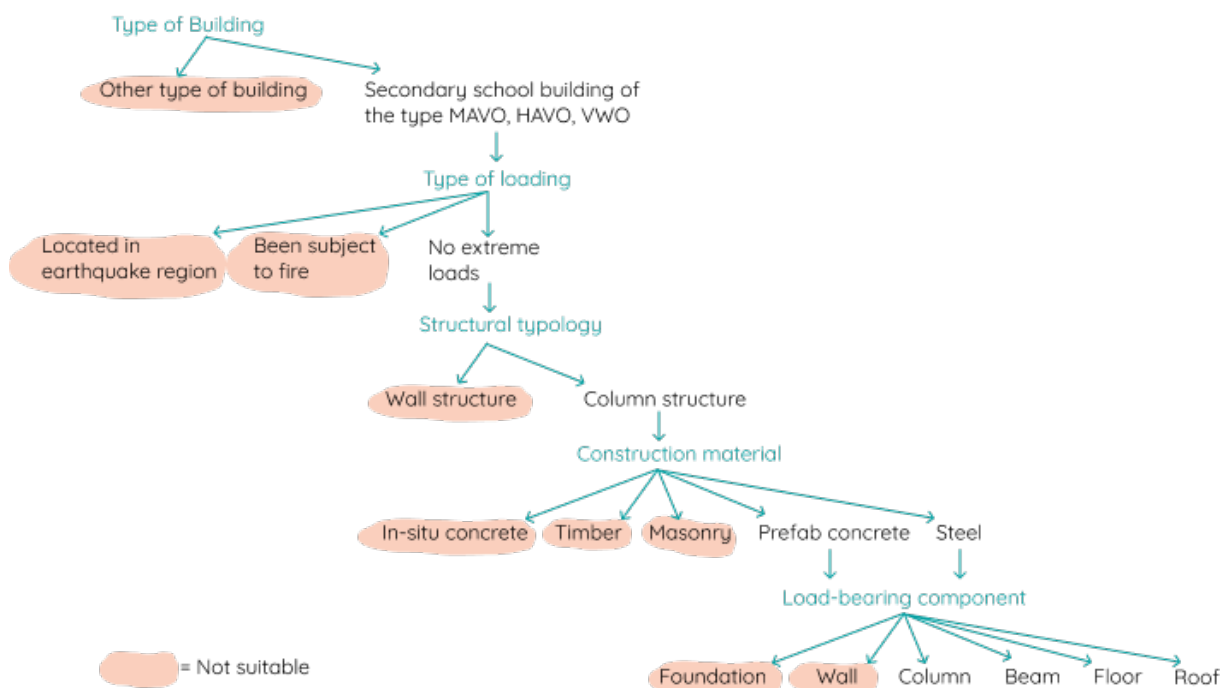 Type of Building
Other type of building
Secondary school building of
the type MAVO, HAVO, VWO
Type of loading
Located in
earthquake region
Been subject
to fire
No extreme
loads
Structural typology
Wall structure
Column structure
Construction material
In-situ concrete
Timber
Masonry
Prefab concrete
Steel
Load-bearing component
= Not suitable
Foundation
Wall
Column
Beam
Floor
Roof